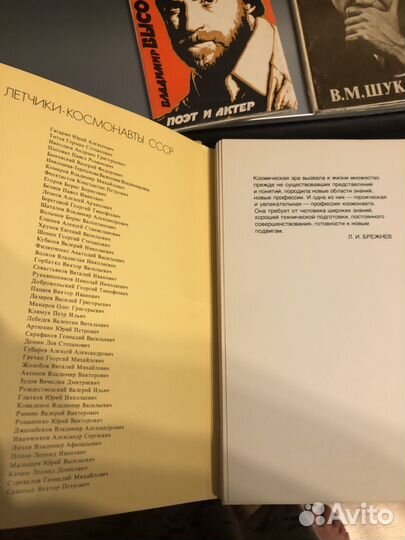 ВЛАДИМИР ВЫСО
ПОЭТ И АКТЕР
В.М.ШУК
ЛЕТЧИКИ-КОСМОНАВТЫ СССР
Гагарин Юрий Алексеевич
Титов Герман Степанович
Николаев Андриян Григорьевич
Попович Павел Романович
Быковский Валерий Федорович
Николаева-Терешкова Валентина Владимировна
Комаров Владимир Михайлович
Феоктистов Константин Петрович
Егоров Борис Борисович
Беляев Павел Иванович
Леонов Алексей Архипович
Береговой Георгий Тимофеевич
Шаталов Владимир Александрович
Волынов Борис Валентинович
Елисеев Алексей Станиславович
Хрунов Евгений Васильевич
Шонин Георгий Степанович
Кубасов Валерий Николаевич
Филипченко Анатолий Васильевич
Волков Владислав Николаевич
Горбатко Виктор Васильевич
Севастьянов Виталий Иванович
Рукавишников Николай Николаевич
Добровольский Георгий Тимофеевич
Пацаев Виктор Иванович
Лазарев Василий Григорьевич
Макаров Олег Григорьевич
Климук Петр Ильич
Лебедев Валентин Витальевич
Артюхин Юрий Петрович
Сарафанов Геннадий Васильевич
Демин Лев Степанович
Губарев Алексей Александрович
Гречко Георгий Михайлович
Жолобов Виталий Михайлович
Аксенов Владимир Викторович
Зудов Вячеслав Дмитриевич
Рождественский Валерий Ильич
Глазков Юрий Николаевич
Коваленок Владимир Васильевич
Рюмин Валерий Викторович
Романенко Юрий Викторович
Джанибеков Владимир Александрович
Иванченков Александр Сергеевич
Ляхов Владимир Афанасьевич
Попов Леонид Иванович
Малышев Юрий Васильевич
Кизим Леонид Денисович
Стрекалов Геннадий Михайлович
Савиных Виктор Петрович
Космическая эра вызвала к жизни множество
прежде не существовавших представлений
и понятий, породила новые области знаний,
новые профессии. И одна из них — героическая
и увлекательная — профессия космонавта.
Она требует от человека широких знаний,
хорошей технической подготовки, постоянного
совершенствования, готовности к новым
подвигам.
Л. И. БРЕЖНЕВ
Avito